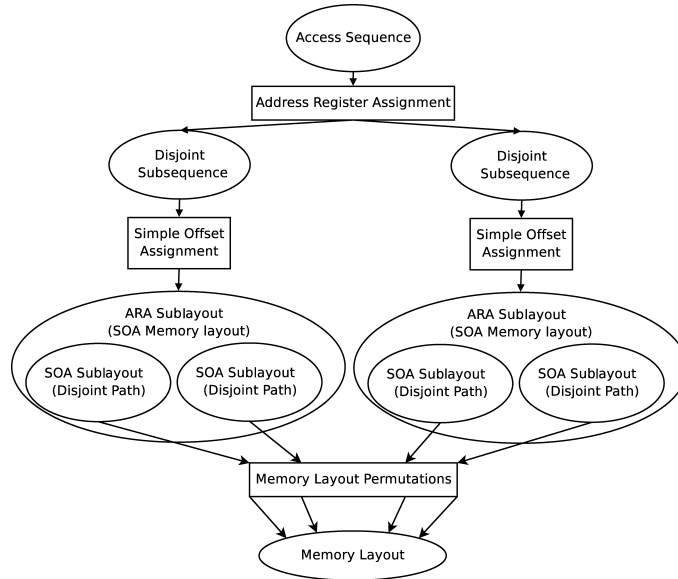 Access Sequence
Address Register Assignment
Disjoint
Subsequence
Disjoint
Subsequence
Simple Offset
Assignment
Simple Offset
Assignment
ARA Sublayout
(SOA Memory layout)
SOA Sublayout
(Disjoint Path)
SOA Sublayout
(Disjoint Path)
ARA Sublayout
(SOA Memory layout)
SOA Sublayout
(Disjoint Path)
SOA Sublayout
(Disjoint Path)
Memory Layout Permutations
Memory Layout